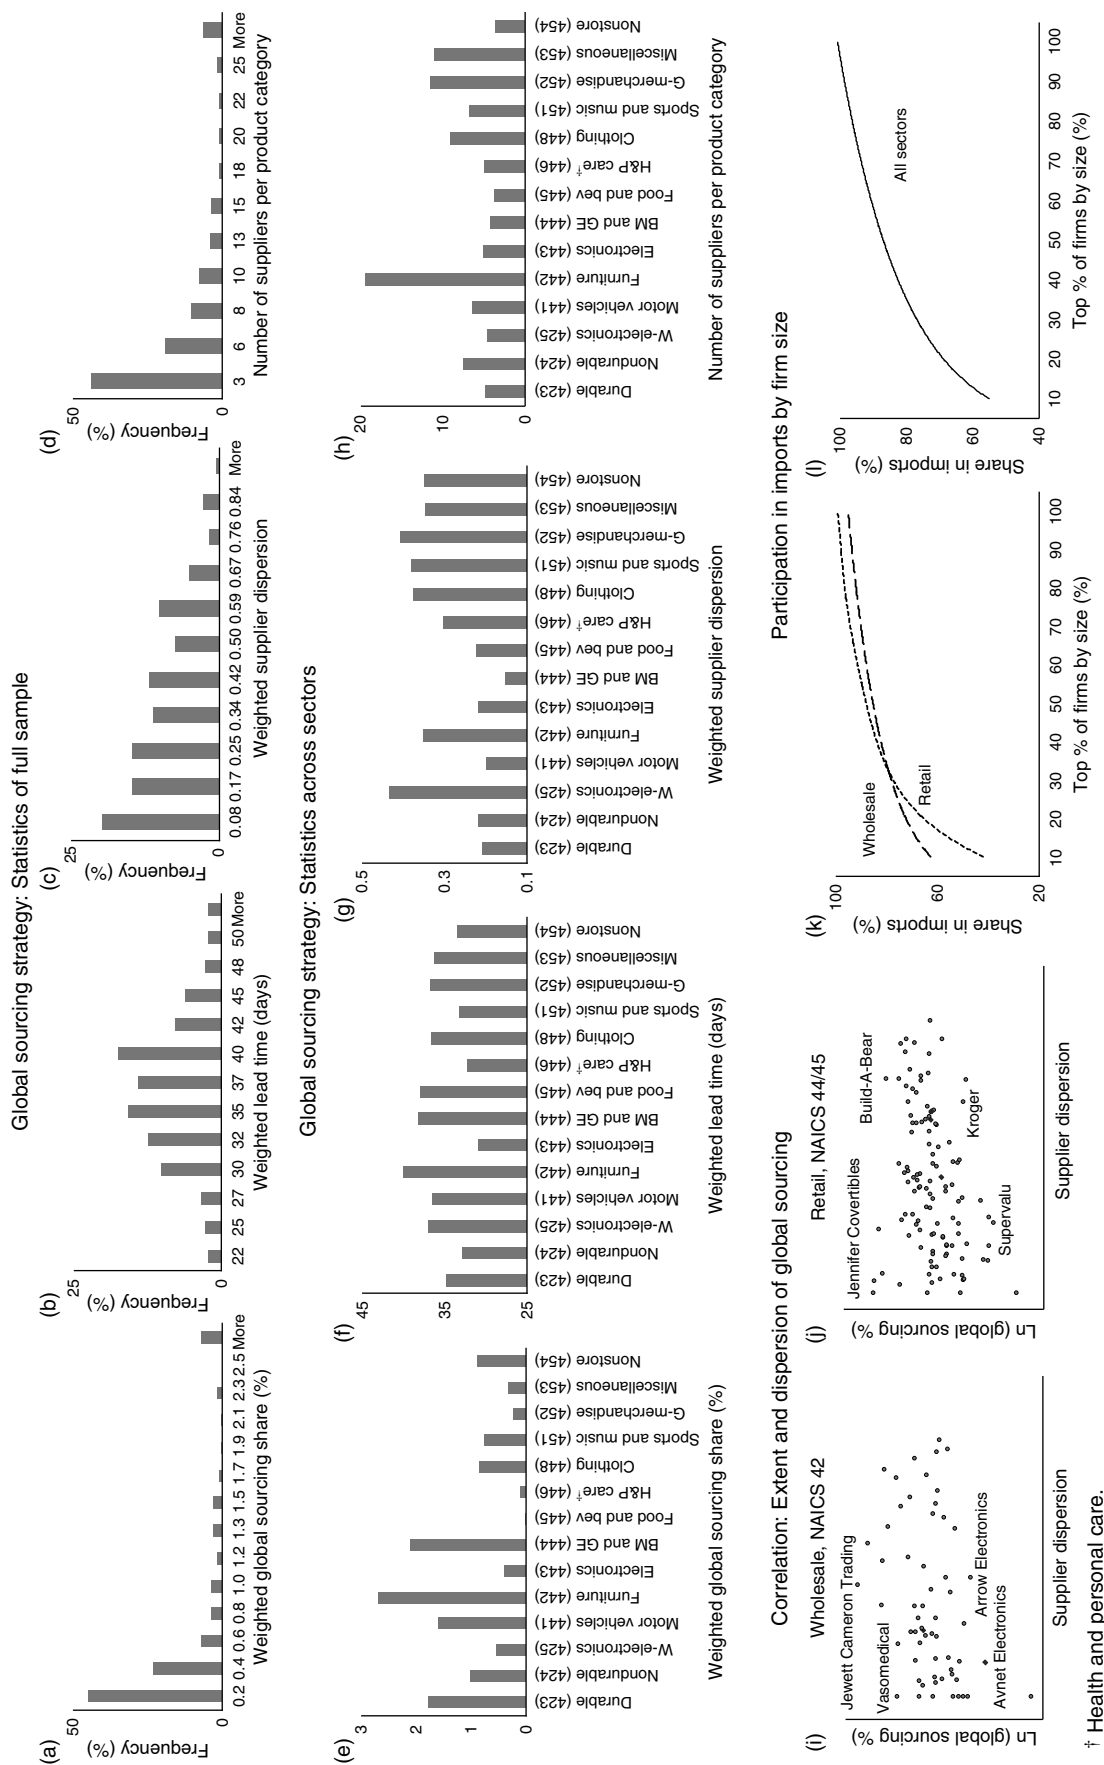 Global sourcing strategy: Statistics of full sample
(a)
50
0
Frequency (%)
0.2 0.4 0.6 0.8 1.0 1.2 1.3 1.5 1.7 1.9 2.1 2.3 2.5 More
Weighted global sourcing share (%)
(b)
25
0
Frequency (%)
22 25 27 30 32 35 37 40 42 45 48 50 More
Weighted lead time (days)
(c)
25
0
Frequency (%)
0.08 0.17 0.25 0.34 0.42 0.50 0.59 0.67 0.76 0.84 More
Weighted supplier dispersion
(d)
50
0
Frequency (%)
3 6 8 10 13 15 18 20 22 25 More
Number of suppliers per product category
Global sourcing strategy: Statistics across sectors
(e)
3
2
1
0
Durable (423)
Nondurable (424)
W-electronics (425)
Motor vehicles (441)
Furniture (442)
Electronics (443)
BM and GE (444)
Food and bev (445)
H&P care† (446)
Clothing (448)
Sports and music (451)
G-merchandise (452)
Miscellaneous (453)
Nonstore (454)
Weighted global sourcing share (%)
(f)
45
35
25
Durable (423)
Nondurable (424)
W-electronics (425)
Motor vehicles (441)
Furniture (442)
Electronics (443)
BM and GE (444)
Food and bev (445)
H&P care† (446)
Clothing (448)
Sports and music (451)
G-merchandise (452)
Miscellaneous (453)
Nonstore (454)
Weighted lead time (days)
(g)
0.5
0.3
0.1
Durable (423)
Nondurable (424)
W-electronics (425)
Motor vehicles (441)
Furniture (442)
Electronics (443)
BM and GE (444)
Food and bev (445)
H&P care† (446)
Clothing (448)
Sports and music (451)
G-merchandise (452)
Miscellaneous (453)
Nonstore (454)
Weighted supplier dispersion
(h)
20
10
0
Durable (423)
Nondurable (424)
W-electronics (425)
Motor vehicles (441)
Furniture (442)
Electronics (443)
BM and GE (444)
Food and bev (445)
H&P care† (446)
Clothing (448)
Sports and music (451)
G-merchandise (452)
Miscellaneous (453)
Nonstore (454)
Number of suppliers per product category
Correlation: Extent and dispersion of global sourcing
(i)
Wholesale, NAICS 42
Ln (global sourcing %)
Jewett Cameron Trading
Vasomedical
Arrow Electronics
Avnet Electronics
Supplier dispersion
(j)
Retail, NAICS 44/45
Ln (global sourcing) %
Jennifer Covertibles
Build-A-Bear
Kroger
Supervalu
Supplier dispersion
Participation in imports by firm size
(k)
100
60
20
Share in imports (%)
Wholesale
Retail
10 20 30 40 50 60 70 80 90 100
Top % of firms by size (%)
(l)
100
80
60
40
Share in imports (%)
All sectors
10 20 30 40 50 60 70 80 90 100
Top % of firms by size (%)
† Health and personal care.